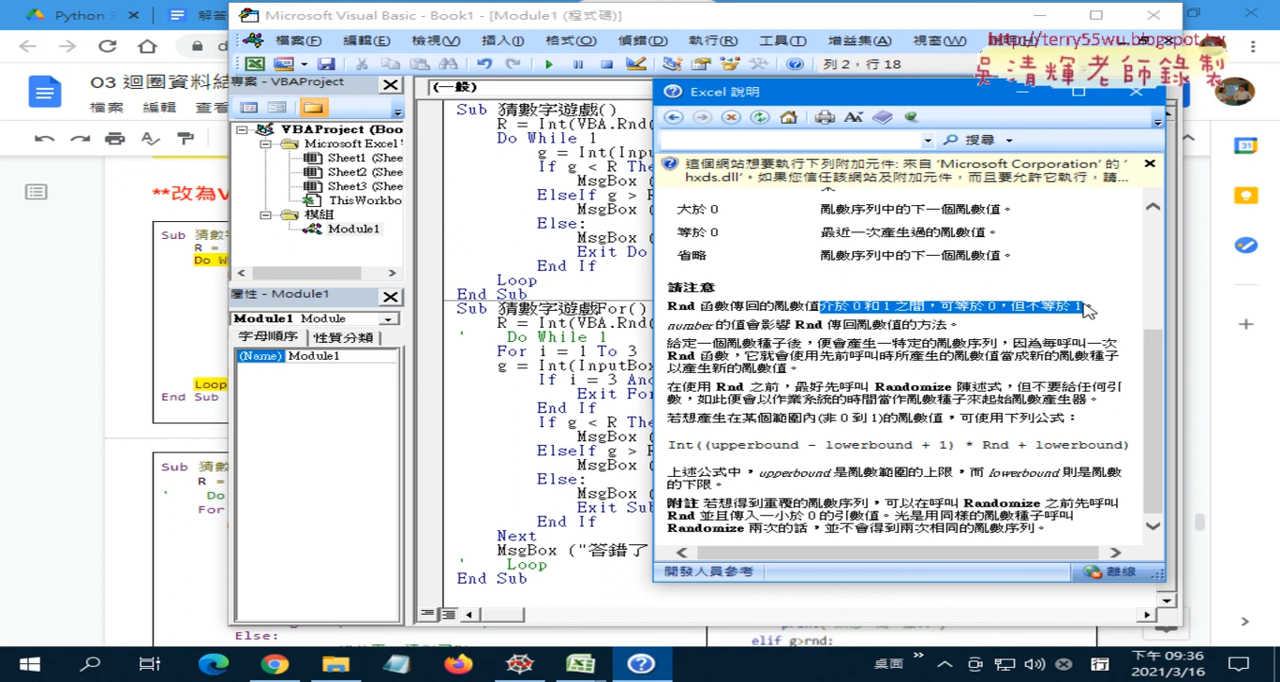 Python
解答
Microsoft Visual Basic - Book1 - [Module1 (程式碼)]
檔案(F) 編輯(E) 檢視(V) 插入(I) 格式(O) 偵錯(D) 執行(R) 工具(T) 增益集(A) 視窗(W)
http://terry55wu.blogspot.tw
吳清輝老師錄製
列 2，行 18
O3 迴圈資料結
檔案 編輯 查看
**改為V
Sub 猜數字
R =
Do W
Loop
End Sub
Sub 猜數
R =
' Do
For
Else:
專案 - VBAProject
VBAProject (Boo
Microsoft Excel
Sheet1 (Shee
Sheet2 (Shee
Sheet3 (Shee
ThisWorkbo
模組
Module1
屬性 - Module1
Module1 Module
字母順序 性質分類
(Name) Module1
(一般)
Sub 猜數字遊戲()
R = Int(VBA.Rnd(
Do While 1
g = Int(Inpu
If g < R The
MsgBox (
ElseIf g > R
MsgBox (
Else:
MsgBox (
Exit Do
End If
Loop
End Sub
Sub 猜數字遊戲For()
R = Int(VBA.Rnd(
' Do While 1
For i = 1 To 3
g = Int(InputBox
If i = 3 And
Exit For
End If
If g < R The
MsgBox (
ElseIf g > R
MsgBox (
Else:
MsgBox (
Exit Sub
End If
Next
MsgBox ("答錯了
' Loop
End Sub
Excel 說明
搜尋
這個網站想要執行下列附加元件: 來自 'Microsoft Corporation' 的
'hxds.dll'。如果您信任該網站及附加元件，而且要允許它執行，請...
大於 0 亂數序列中的下一個亂數值。
等於 0 最近一次產生過的亂數值。
省略 亂數序列中的下一個亂數值。
請注意
Rnd 函數傳回的亂數值介於 0 和 1 之間，可等於 0，但不等於 1。
number 的值會影響 Rnd 傳回亂數值的方法。
給定一個亂數種子後，便會產生一特定的亂數序列，因為每呼叫一次
Rnd 函數，它就會使用先前呼叫時所產生的亂數值當成新的亂數種子
以產生新的亂數值。
在使用 Rnd 之前，最好先呼叫 Randomize 陳述式，但不要給任何引
數，如此便會以作業系統的時間當作亂數種子來起始亂數產生器。
若想產生在某個範圍內(非 0 到 1)的亂數值，可使用下列公式：
Int((upperbound - lowerbound + 1) * Rnd + lowerbound)
上述公式中，upperbound 是亂數範圍的上限，而 lowerbound 則是亂數
的下限。
附註 若想得到重覆的亂數序列，可以在呼叫 Randomize 之前先呼叫
Rnd 並且傳入一小於 0 的引數值。光是用同樣的亂數種子呼叫
Randomize 兩次的話，並不會得到兩次相同的亂數序列。
開發人員參考 離線
elif g>rnd:
桌面
下午 09:36
2021/3/16